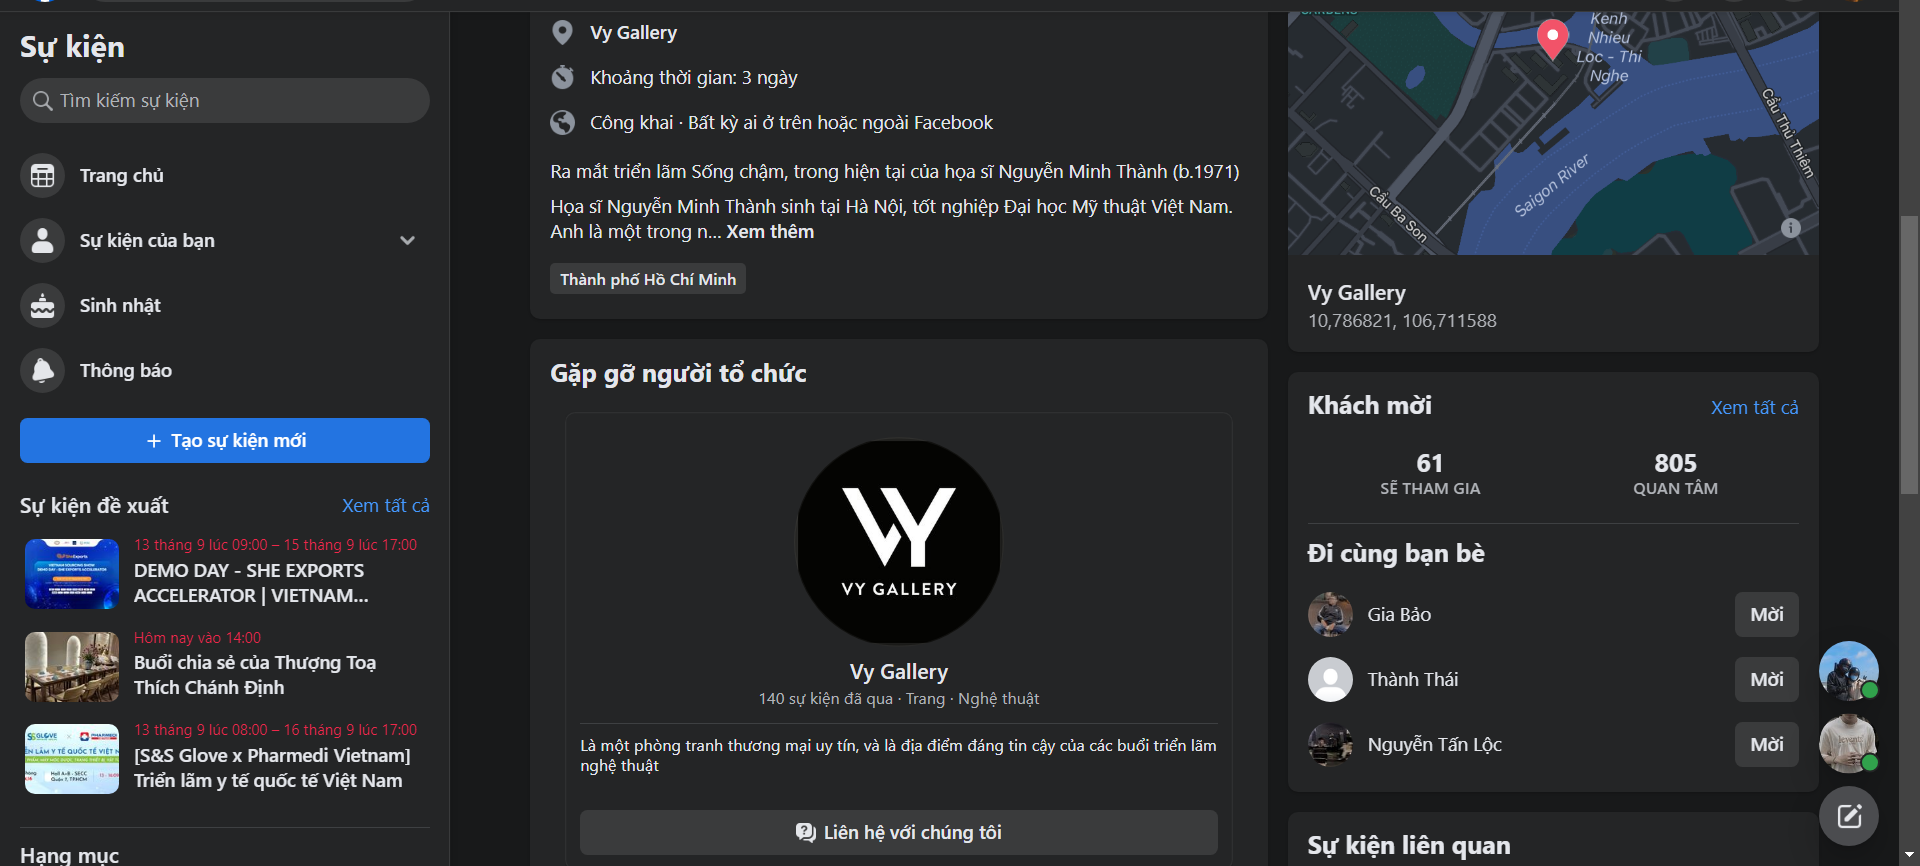 Sự kiện
Tìm kiếm sự kiện
Trang chủ
Sự kiện của bạn
Sinh nhật
Thông báo
+ Tạo sự kiện mới
Sự kiện đề xuất
Xem tất cả
13 tháng 9 lúc 09:00 – 15 tháng 9 lúc 17:00
DEMO DAY - SHE EXPORTS
ACCELERATOR | VIETNAM...
Hôm nay vào 14:00
Buổi chia sẻ của Thượng Toạ
Thích Chánh Định
13 tháng 9 lúc 08:00 – 16 tháng 9 lúc 17:00
[S&S Glove x Pharmedi Vietnam]
Triển lãm y tế quốc tế Việt Nam
Hạng mục
Vy Gallery
Khoảng thời gian: 3 ngày
Công khai · Bất kỳ ai ở trên hoặc ngoài Facebook
Ra mắt triển lãm Sống chậm, trong hiện tại của họa sĩ Nguyễn Minh Thành (b.1971)
Họa sĩ Nguyễn Minh Thành sinh tại Hà Nội, tốt nghiệp Đại học Mỹ thuật Việt Nam.
Anh là một trong n... Xem thêm
Thành phố Hồ Chí Minh
Gặp gỡ người tổ chức
VY
VY GALLERY
Vy Gallery
140 sự kiện đã qua · Trang · Nghệ thuật
Là một phòng tranh thương mại uy tín, và là địa điểm đáng tin cậy của các buổi triển lãm
nghệ thuật
Liên hệ với chúng tôi
Kenh
Nhieu
Loc - Thi
Nghe
Cầu Thủ Thiêm
Saigon River
Cầu Ba Son
Vy Gallery
10,786821, 106,711588
Khách mời
Xem tất cả
61
SẼ THAM GIA
805
QUAN TÂM
Đi cùng bạn bè
Gia Bảo
Mời
Thành Thái
Mời
Nguyễn Tấn Lộc
Mời
Sự kiện liên quan